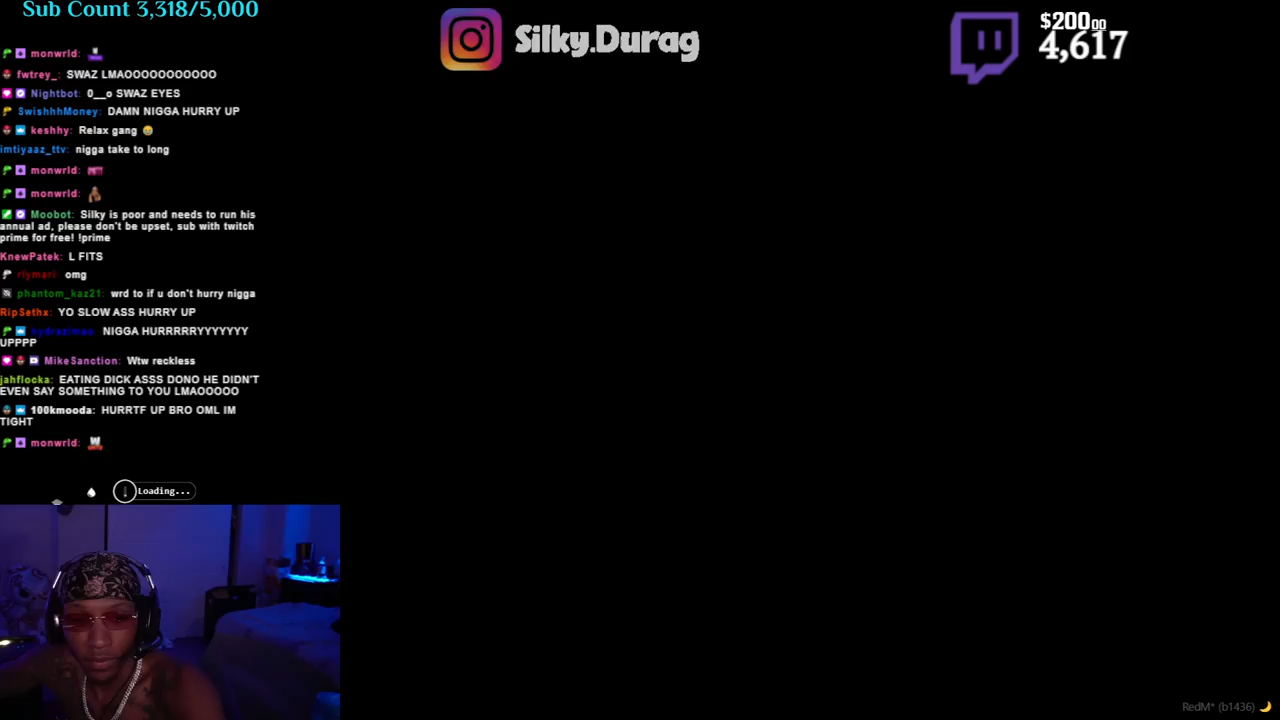 Sub Count 3,318/5,000
Silky.Durag
$200.00
4,617
monwrld:
fwtrey_: SWAZ LMAOOOOOOOOOOO
Nightbot: 0__o SWAZ EYES
SwishhhMoney: DAMN NIGGA HURRY UP
keshhy: Relax gang
imtiyaaz_ttv: nigga take to long
monwrld:
monwrld:
Moobot: Silky is poor and needs to run his
annual ad, please don't be upset, sub with twitch
prime for free! !prime
KnewPatek: L FITS
omg
phantom_kaz21: wrd to if u don't hurry nigga
RipSethx: YO SLOW ASS HURRY UP
NIGGA HURRRRRYYYYYYY
UPPPP
MikeSanction: Wtw reckless
jahflocka: EATING DICK ASSS DONO HE DIDN'T
EVEN SAY SOMETHING TO YOU LMAOOOOO
100kmooda: HURRTF UP BRO OML IM
TIGHT
monwrld:
Loading...
RedM* (b1436)